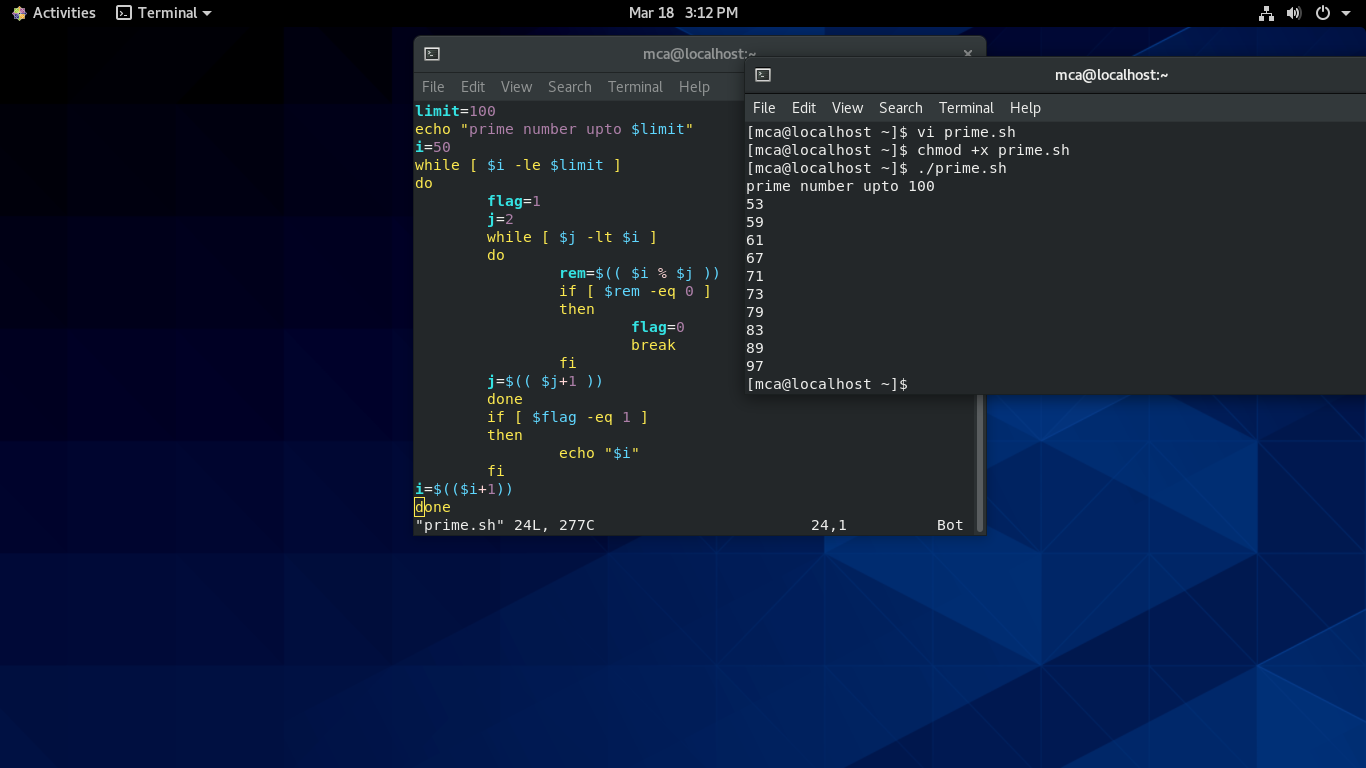 Activities Terminal Mar 18 3:12 PM
mca@localhost:~
File Edit View Search Terminal Help
limit=100
echo "prime number upto $limit"
i=50
while [ $i -le $limit ]
do
flag=1
j=2
while [ $j -lt $i ]
do
rem=$(( $i % $j ))
if [ $rem -eq 0 ]
then
flag=0
break
fi
j=$(( $j+1 ))
done
if [ $flag -eq 1 ]
then
echo "$i"
fi
i=$(($i+1))
done
"prime.sh" 24L, 277C 24,1 Bot
mca@localhost:~
File Edit View Search Terminal Help
[mca@localhost ~]$ vi prime.sh
[mca@localhost ~]$ chmod +x prime.sh
[mca@localhost ~]$ ./prime.sh
prime number upto 100
53
59
61
67
71
73
79
83
89
97
[mca@localhost ~]$